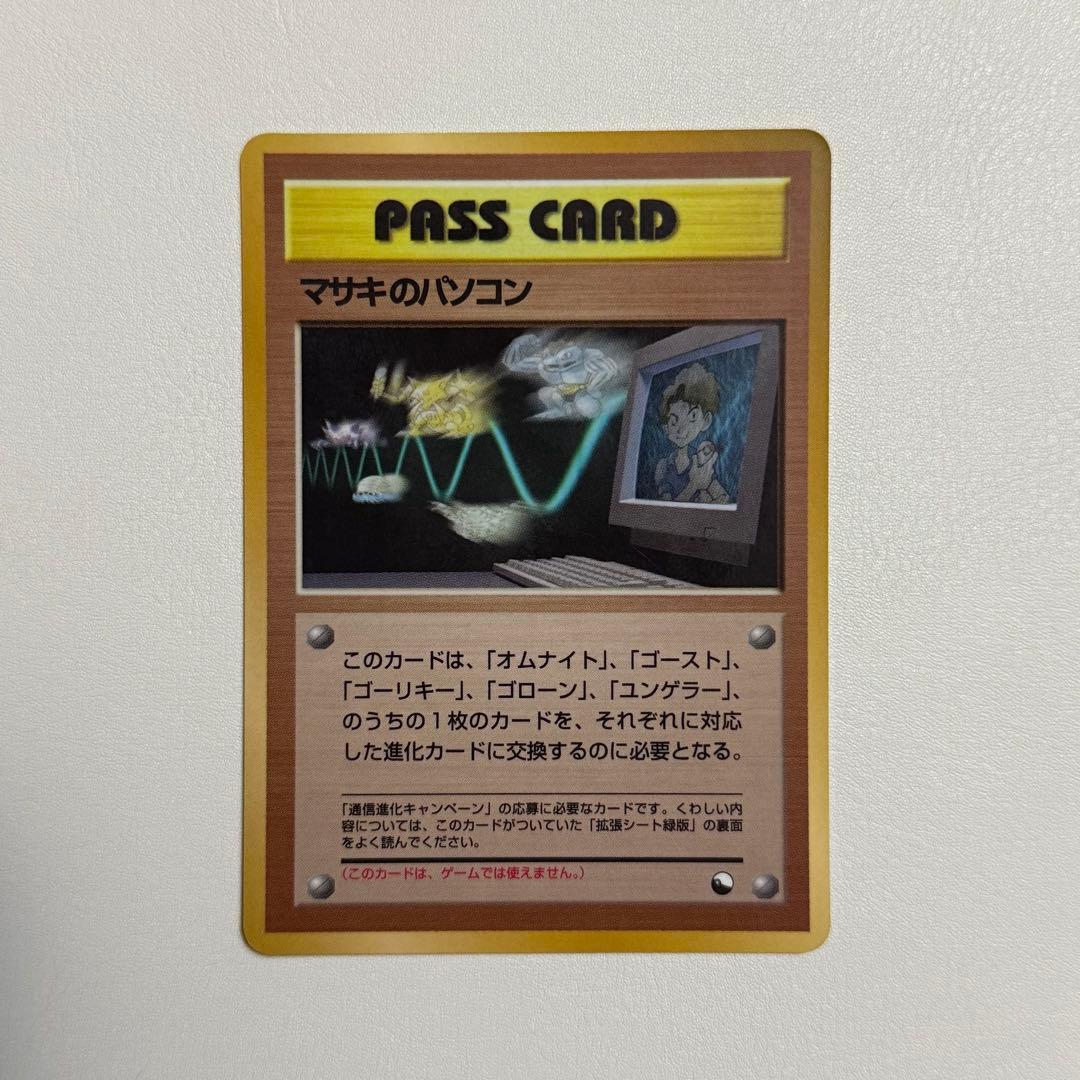 PASS CARD
マサキのパソコン
このカードは、「オムナイト」、「ゴースト」、
「ゴーリキー」、「ゴローン」、「ユンゲラー」、
のうちの1枚のカードを、それぞれに対応
した進化カードに交換するのに必要となる。
「通信進化キャンペーン」の応募に必要なカードです。くわしい内
容については、このカードがついていた「拡張シート緑版」の裏面
をよく読んでください。
(このカードは、ゲームでは使えません。)